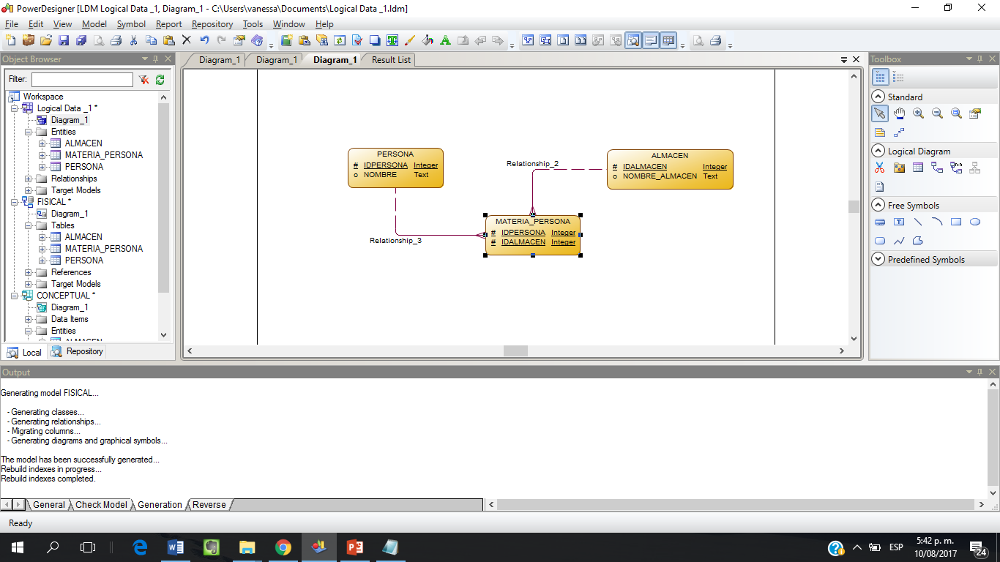 PowerDesigner [LDM Logical Data _1, Diagram_1 - C:\Users\vanessa\Documents\Logical Data _1.ldm]
File Edit View Model Symbol Report Repository Tools Window Help
Object Browser
Filter:
Workspace
Logical Data _1 *
Diagram_1
Entities
ALMACEN
MATERIA_PERSONA
PERSONA
Relationships
Target Models
FISICAL *
Diagram_1
Tables
ALMACEN
MATERIA_PERSONA
PERSONA
References
Target Models
CONCEPTUAL *
Diagram_1
Data Items
Entities
ALMACEN
Local Repository
Diagram_1 Diagram_1 Diagram_1 Result List
PERSONA
# IDPERSONA Integer
o NOMBRE Text
Relationship_2
ALMACEN
# IDALMACEN Integer
o NOMBRE_ALMACEN Text
MATERIA_PERSONA
# IDPERSONA Integer
# IDALMACEN Integer
Relationship_3
Toolbox
Standard
Logical Diagram
Free Symbols
Predefined Symbols
Output
Generating model FISICAL...
- Generating classes...
- Generating relationships...
- Migrating columns...
- Generating diagrams and graphical symbols...
The model has been successfully generated...
Rebuild indexes in progress...
Rebuild indexes completed.
General Check Model Generation Reverse
Ready
ESP
5:42 p. m.
10/08/2017
24